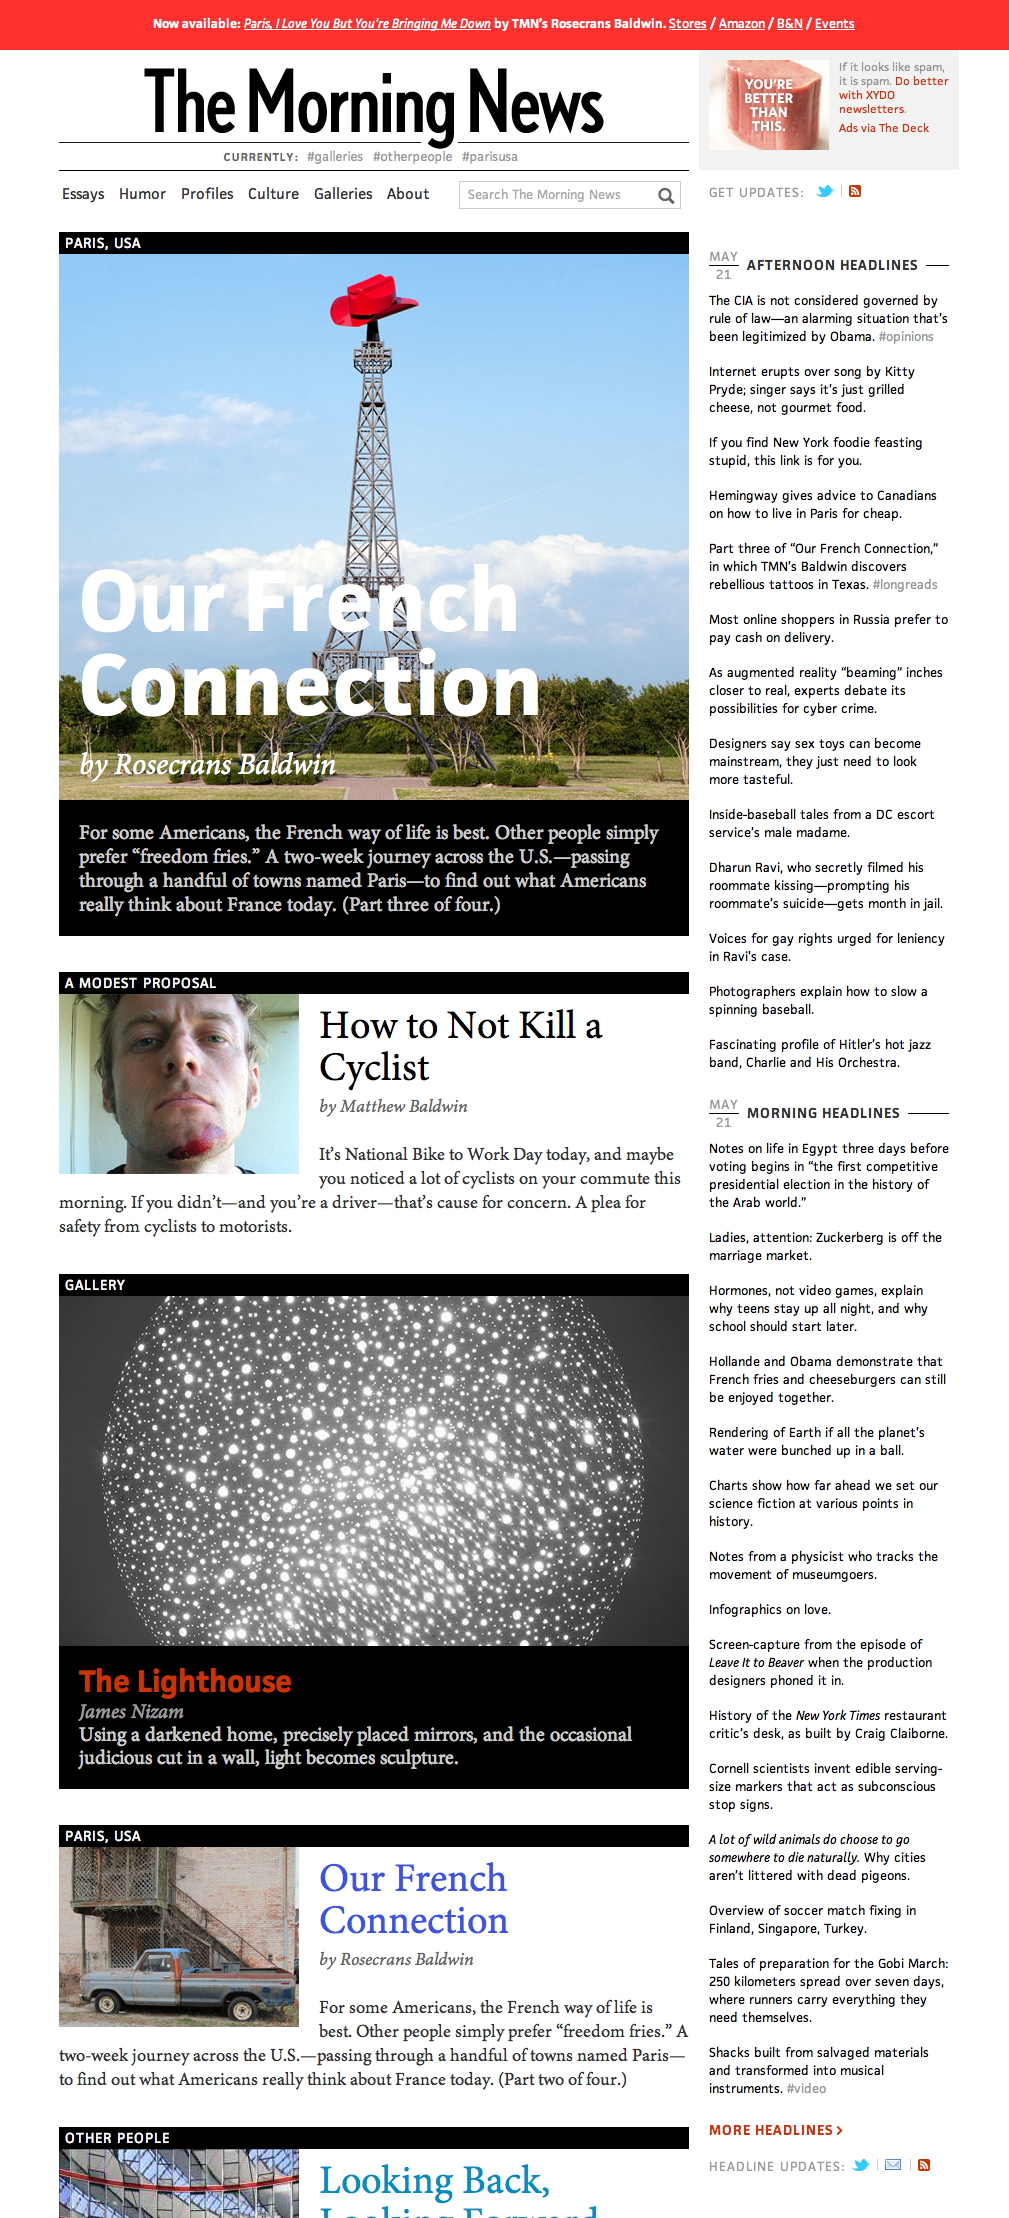 Now available: Paris, I Love You But You're Bringing Me Down by TMN's Rosecrans Baldwin. Stores / Amazon / B&N / Events
The Morning News
CURRENTLY: #galleries #otherpeople #parisusa
Essays Humor Profiles Culture Galleries About
Search The Morning News
YOU'RE
BETTER
THAN
THIS.
If it looks like spam,
it is spam. Do better
with XYDO
newsletters.
Ads via The Deck
GET UPDATES:
PARIS, USA
Our French
Connection
by Rosecrans Baldwin
For some Americans, the French way of life is best. Other people simply
prefer “freedom fries.” A two-week journey across the U.S.—passing
through a handful of towns named Paris—to find out what Americans
really think about France today. (Part three of four.)
A MODEST PROPOSAL
How to Not Kill a
Cyclist
by Matthew Baldwin
It's National Bike to Work Day today, and maybe
you noticed a lot of cyclists on your commute this
morning. If you didn't—and you're a driver—that's cause for concern. A plea for
safety from cyclists to motorists.
GALLERY
The Lighthouse
James Nizam
Using a darkened home, precisely placed mirrors, and the occasional
judicious cut in a wall, light becomes sculpture.
PARIS, USA
Our French
Connection
by Rosecrans Baldwin
For some Americans, the French way of life is
best. Other people simply prefer “freedom fries.” A
two-week journey across the U.S.—passing through a handful of towns named Paris—
to find out what Americans really think about France today. (Part two of four.)
OTHER PEOPLE
Looking Back,
Looking Forward
MAY
21
AFTERNOON HEADLINES
The CIA is not considered governed by
rule of law—an alarming situation that's
been legitimized by Obama. #opinions
Internet erupts over song by Kitty
Pryde; singer says it's just grilled
cheese, not gourmet food.
If you find New York foodie feasting
stupid, this link is for you.
Hemingway gives advice to Canadians
on how to live in Paris for cheap.
Part three of “Our French Connection,”
in which TMN's Baldwin discovers
rebellious tattoos in Texas. #longreads
Most online shoppers in Russia prefer to
pay cash on delivery.
As augmented reality “beaming” inches
closer to real, experts debate its
possibilities for cyber crime.
Designers say sex toys can become
mainstream, they just need to look
more tasteful.
Inside-baseball tales from a DC escort
service's male madame.
Dharun Ravi, who secretly filmed his
roommate kissing—prompting his
roommate's suicide—gets month in jail.
Voices for gay rights urged for leniency
in Ravi's case.
Photographers explain how to slow a
spinning baseball.
Fascinating profile of Hitler's hot jazz
band, Charlie and His Orchestra.
MAY
21
MORNING HEADLINES
Notes on life in Egypt three days before
voting begins in “the first competitive
presidential election in the history of
the Arab world.”
Ladies, attention: Zuckerberg is off the
marriage market.
Hormones, not video games, explain
why teens stay up all night, and why
school should start later.
Hollande and Obama demonstrate that
French fries and cheeseburgers can still
be enjoyed together.
Rendering of Earth if all the planet's
water were bunched up in a ball.
Charts show how far ahead we set our
science fiction at various points in
history.
Notes from a physicist who tracks the
movement of museumgoers.
Infographics on love.
Screen-capture from the episode of
Leave It to Beaver when the production
designers phoned it in.
History of the New York Times restaurant
critic's desk, as built by Craig Claiborne.
Cornell scientists invent edible serving-
size markers that act as subconscious
stop signs.
A lot of wild animals do choose to go
somewhere to die naturally. Why cities
aren't littered with dead pigeons.
Overview of soccer match fixing in
Finland, Singapore, Turkey.
Tales of preparation for the Gobi March:
250 kilometers spread over seven days,
where runners carry everything they
need themselves.
Shacks built from salvaged materials
and transformed into musical
instruments. #video
MORE HEADLINES >
HEADLINE UPDATES: